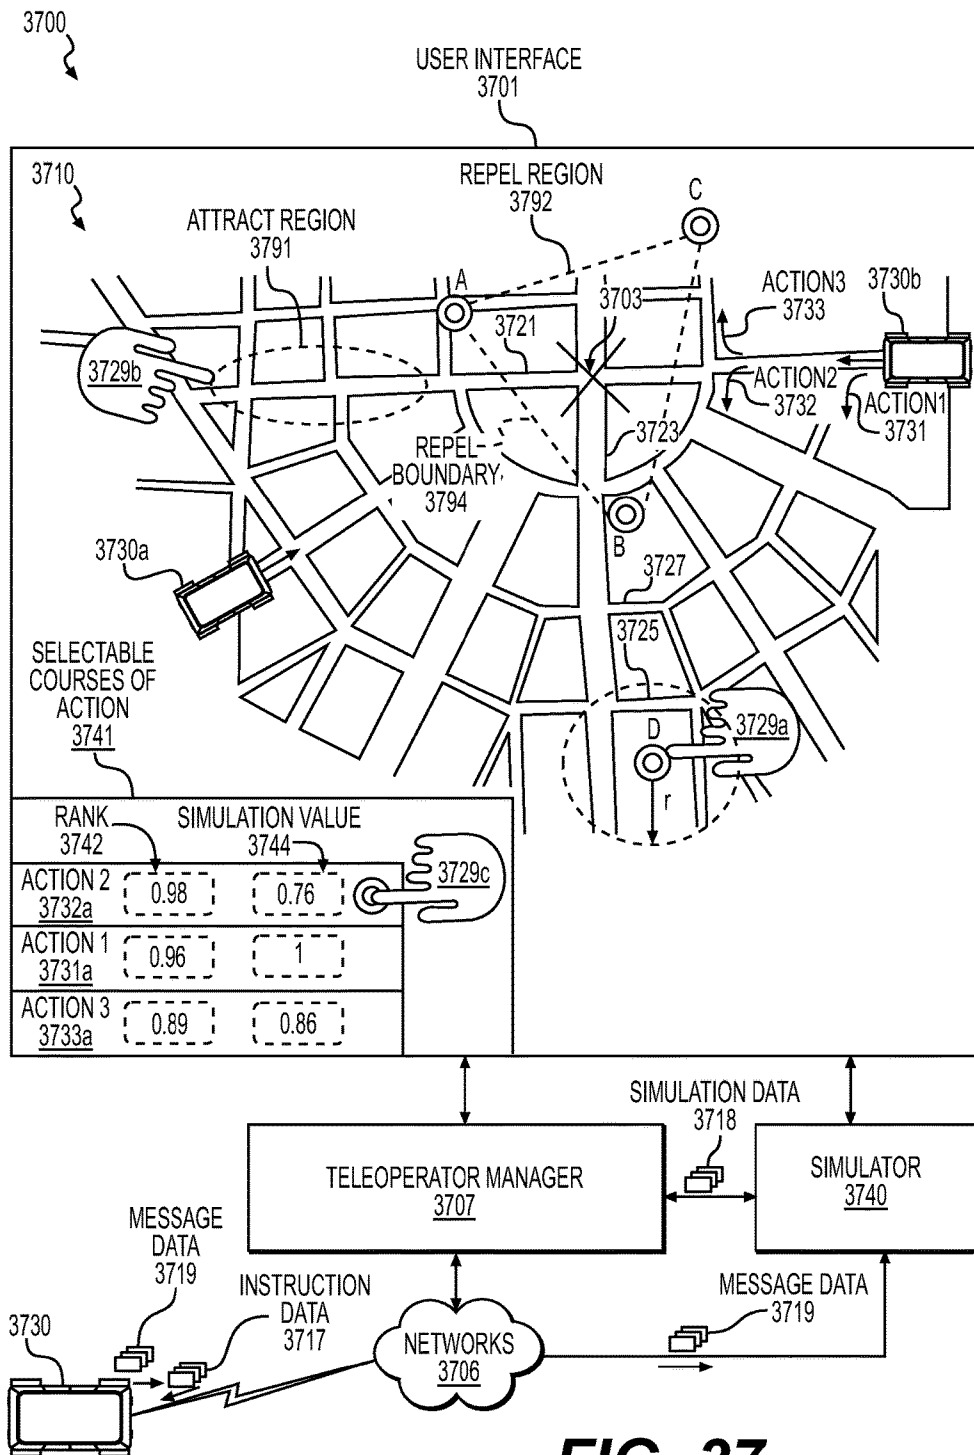 3700
USER INTERFACE
3701
3710
REPEL REGION
3792
C
ATTRACT REGION
3791
A
3703
ACTION3
3733
3730b
3721
3729b
ACTION2
3732
ACTION1
3731
3723
REPEL
BOUNDARY
3794
B
3730a
3727
3725
SELECTABLE
COURSES OF
ACTION
3741
D
3729a
r
RANK
3742
SIMULATION VALUE
3744
ACTION 2
3732a
0.98
0.76
3729c
ACTION 1
3731a
0.96
1
ACTION 3
3733a
0.89
0.86
SIMULATION DATA
3718
TELEOPERATOR MANAGER
3707
SIMULATOR
3740
MESSAGE
DATA
3719
INSTRUCTION
DATA
3717
MESSAGE DATA
3719
3730
NETWORKS
3706
FIG. 37